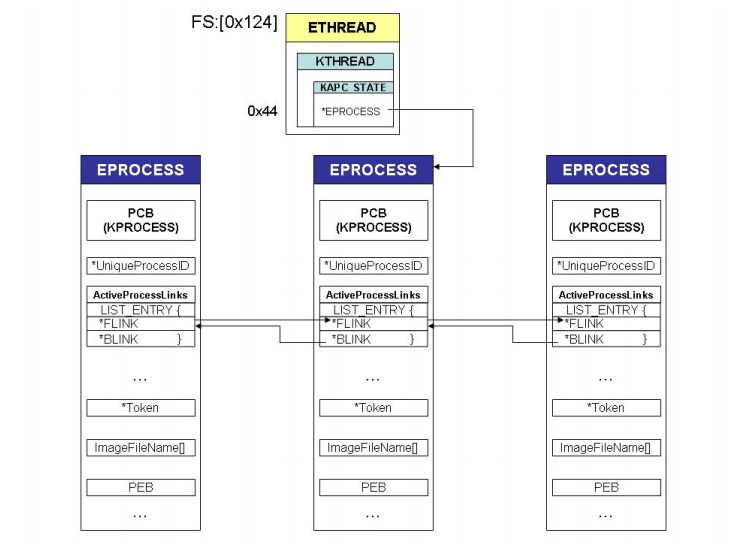 FS:[0x124]
ETHREAD
KTHREAD
KAPC_STATE
0x44
*EPROCESS
EPROCESS
PCB
(KPROCESS)
*UniqueProcessID
ActiveProcessLinks
LIST_ENTRY {
*FLINK
*BLINK }
...
*Token
ImageFileName[]
PEB
...
EPROCESS
PCB
(KPROCESS)
*UniqueProcessID
ActiveProcessLinks
LIST_ENTRY {
*FLINK
*BLINK }
...
*Token
ImageFileName[]
PEB
...
EPROCESS
PCB
(KPROCESS)
*UniqueProcessID
ActiveProcessLinks
LIST_ENTRY {
*FLINK
*BLINK }
...
*Token
ImageFileName[]
PEB
...